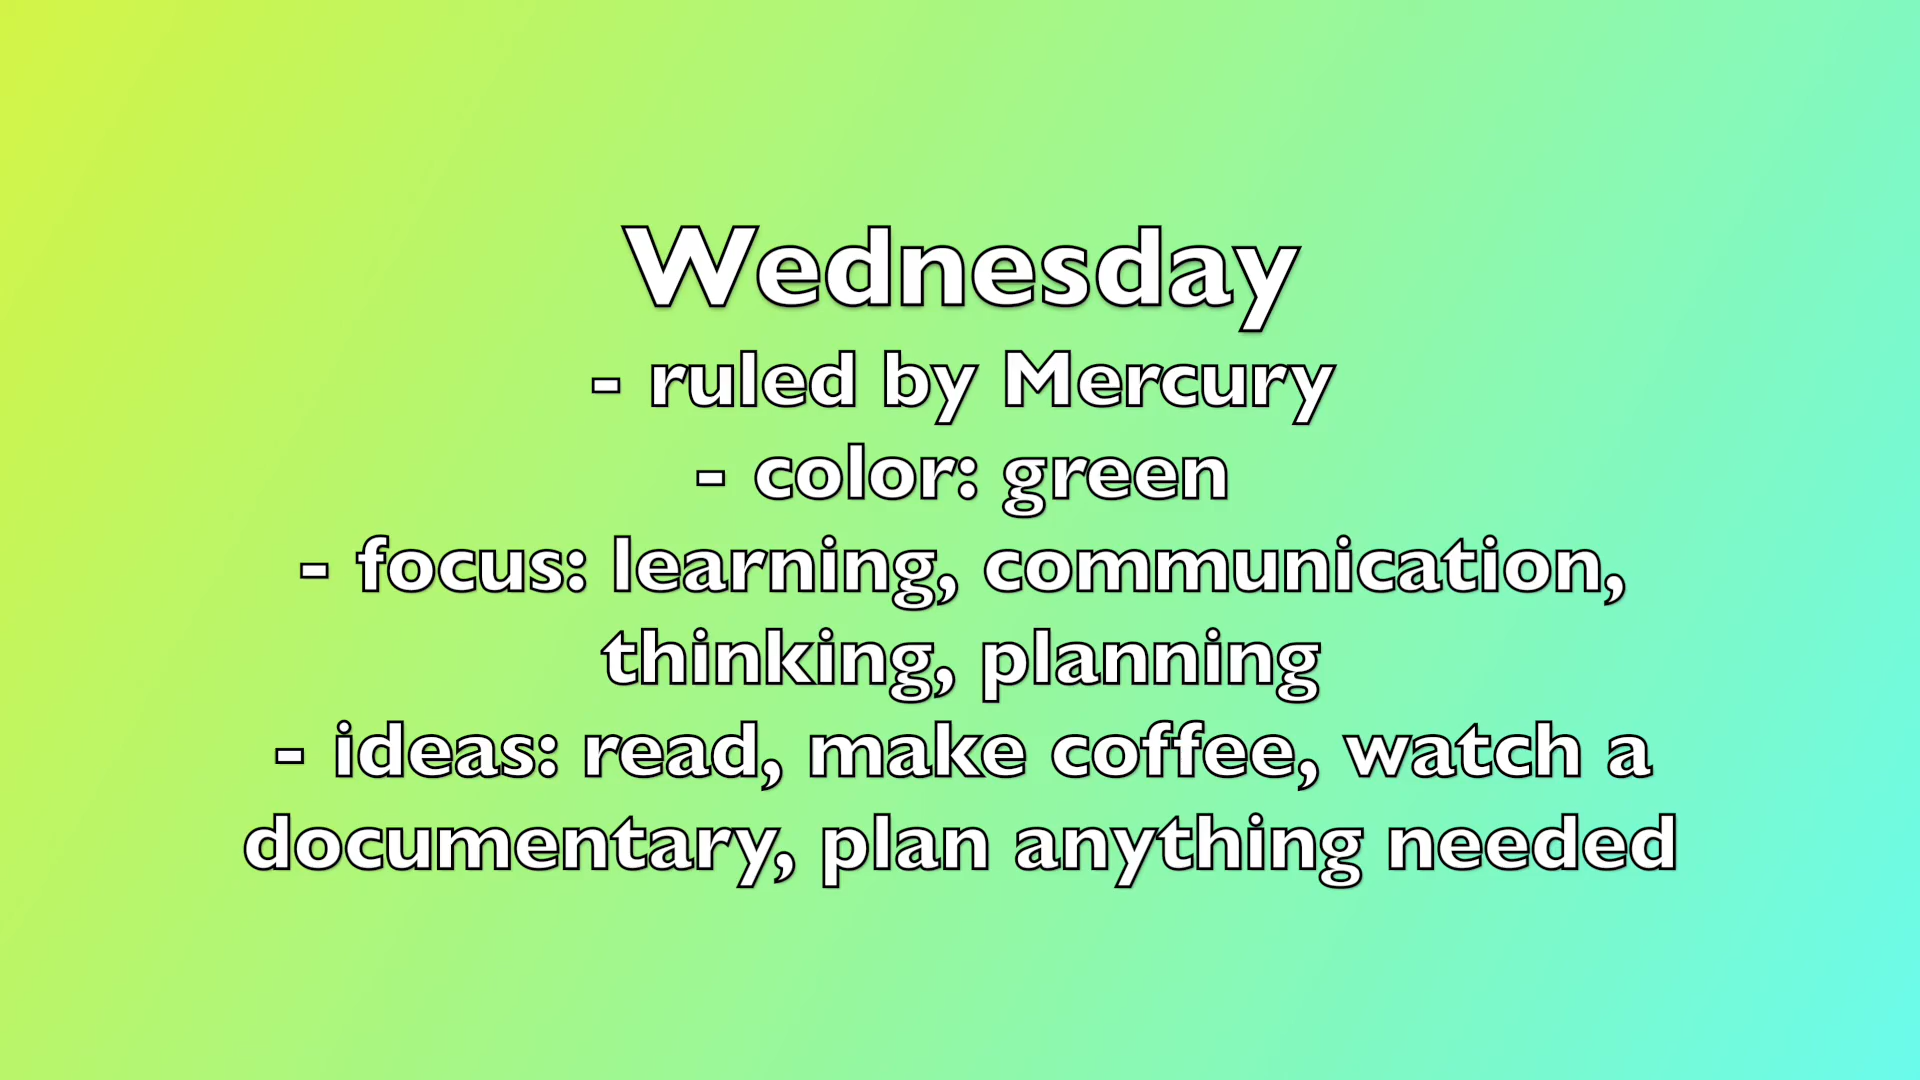 Wednesday
- ruled by Mercury
- color: green
- focus: learning, communication,
thinking, planning
- ideas: read, make coffee, watch a
documentary, plan anything needed